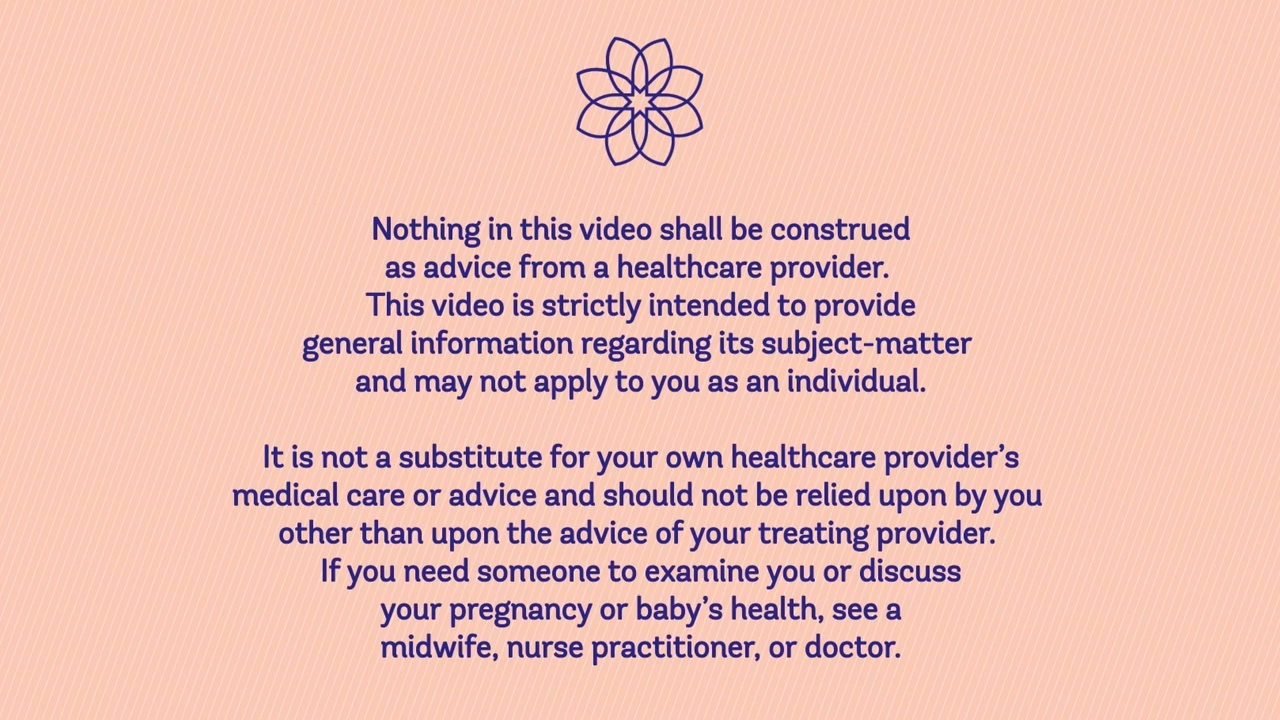 Nothing in this video shall be construed
as advice from a healthcare provider.
This video is strictly intended to provide
general information regarding its subject-matter
and may not apply to you as an individual.
It is not a substitute for your own healthcare provider’s
medical care or advice and should not be relied upon by you
other than upon the advice of your treating provider.
If you need someone to examine you or discuss
your pregnancy or baby’s health, see a
midwife, nurse practitioner, or doctor.